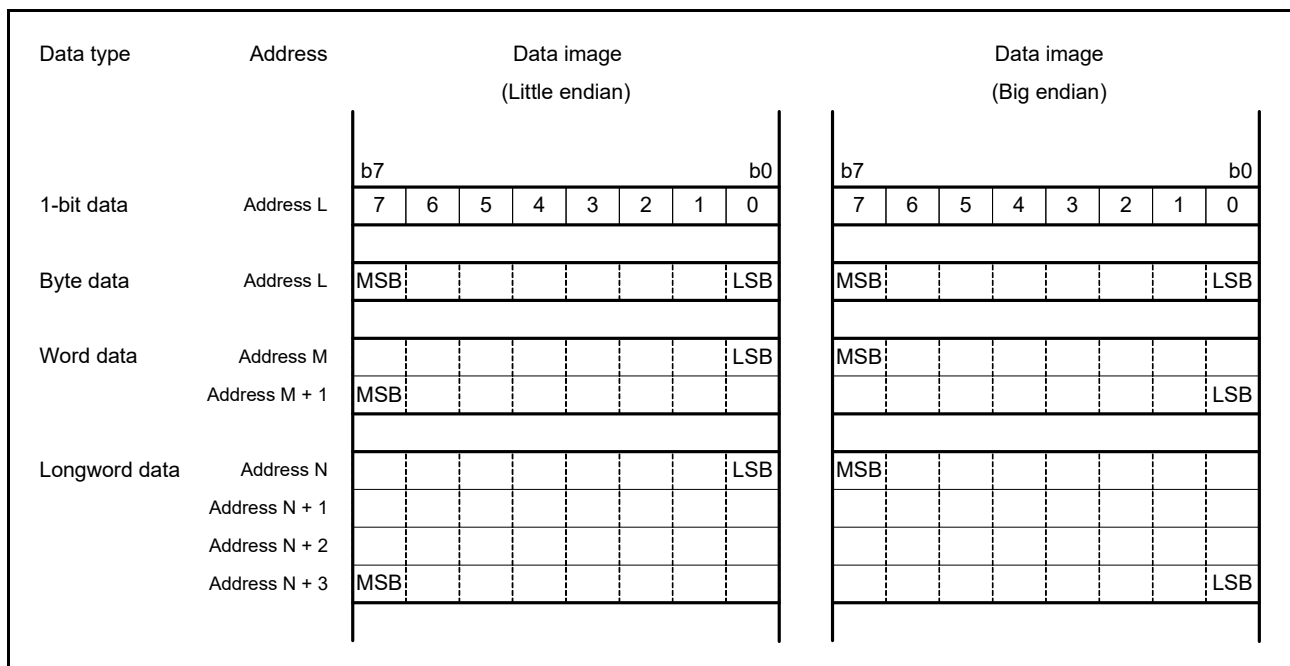 Data type Address Data image Data image
(Little endian) (Big endian)
b7 b0 b7 b0
1-bit data Address L 7 6 5 4 3 2 1 0 7 6 5 4 3 2 1 0
Byte data Address L MSB LSB MSB LSB
Word data Address M LSB MSB
Address M + 1 MSB LSB
Longword data Address N LSB MSB
Address N + 1
Address N + 2
Address N + 3 MSB LSB